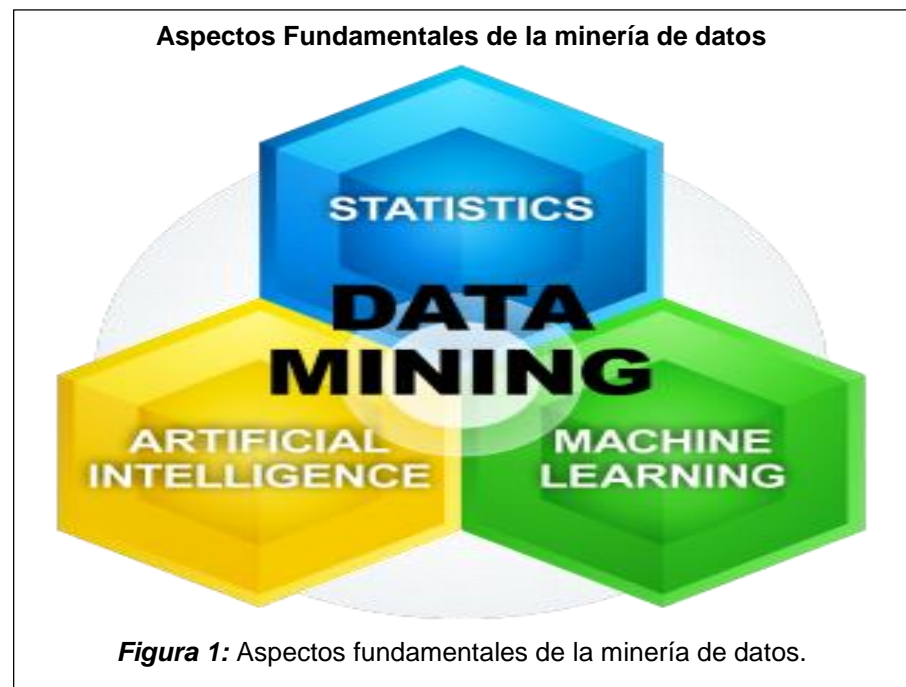 Aspectos Fundamentales de la minería de datos
STATISTICS
DATA
MINING
ARTIFICIAL
INTELLIGENCE
MACHINE
LEARNING
Figura 1: Aspectos fundamentales de la minería de datos.